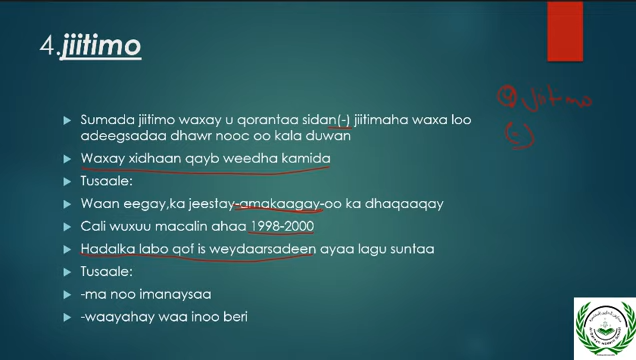 4.jiitimo
Sumada jiitimo waxay u qorantaa sidan(-) jiitimaha waxa loo
adeegsadaa dhawr nooc oo kala duwan
Waxay xidhaan qayb weedha kamida
Tusaale:
Waan eegay,ka jeestay-amakaagay-oo ka dhaqaaqay
Cali wuxuu macalin ahaa 1998-2000
Hadalka labo qof is weydaarsadeen ayaa lagu suntaa
Tusaale:
-ma noo imanaysaa
-waayahay waa inoo beri
Jiitimo
(-)